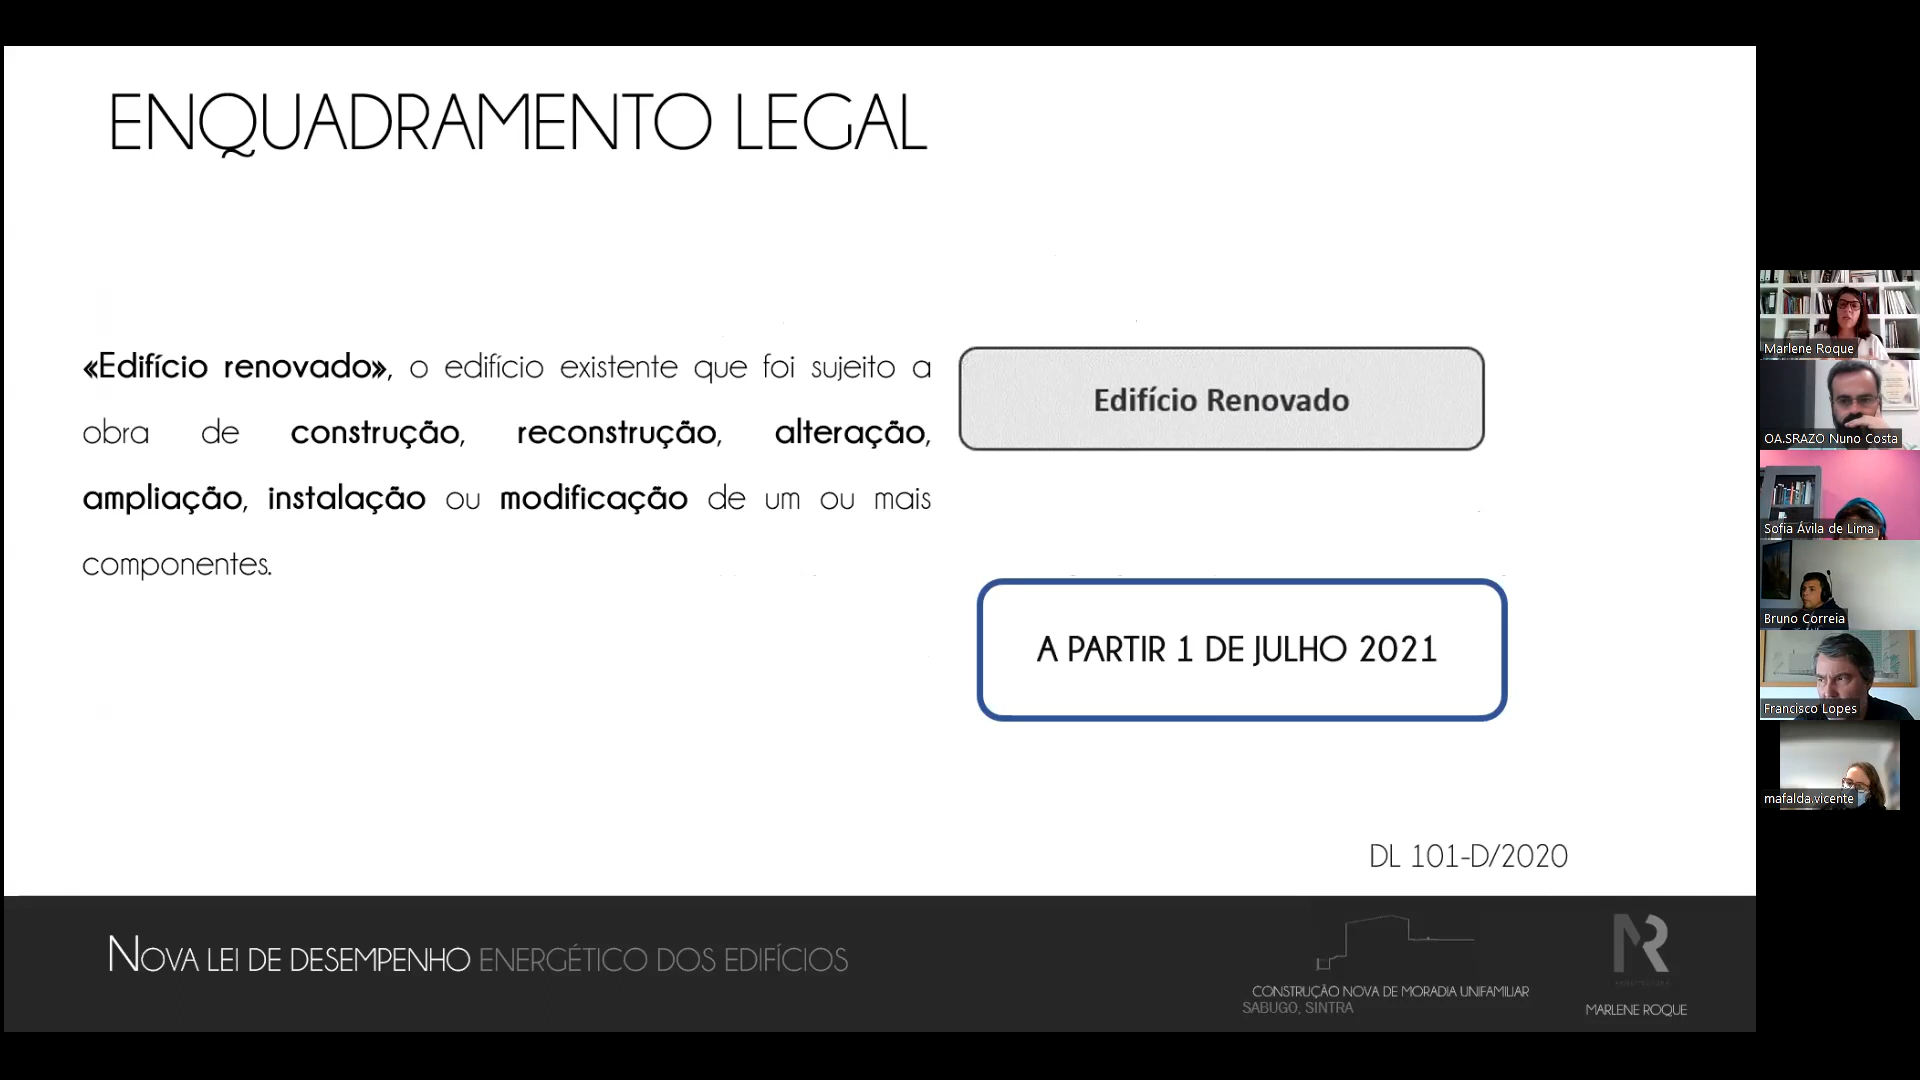 ENQUADRAMENTO LEGAL
«Edifício renovado», o edifício existente que foi sujeito a
obra de construção, reconstrução, alteração,
ampliação, instalação ou modificação de um ou mais
componentes.
Edifício Renovado
A PARTIR 1 DE JULHO 2021
DL 101-D/2020
NOVA LEI DE DESEMPENHO ENERGÉTICO DOS EDIFÍCIOS
CONSTRUÇÃO NOVA DE MORADIA UNIFAMILIAR
SABUGO, SINTRA
MR
MARLENE ROQUE
Marlene Roque
OA.SRAZO Nuno Costa
Sofia Ávila de Lima
Bruno Correia
Francisco Lopes
mafalda.vicente